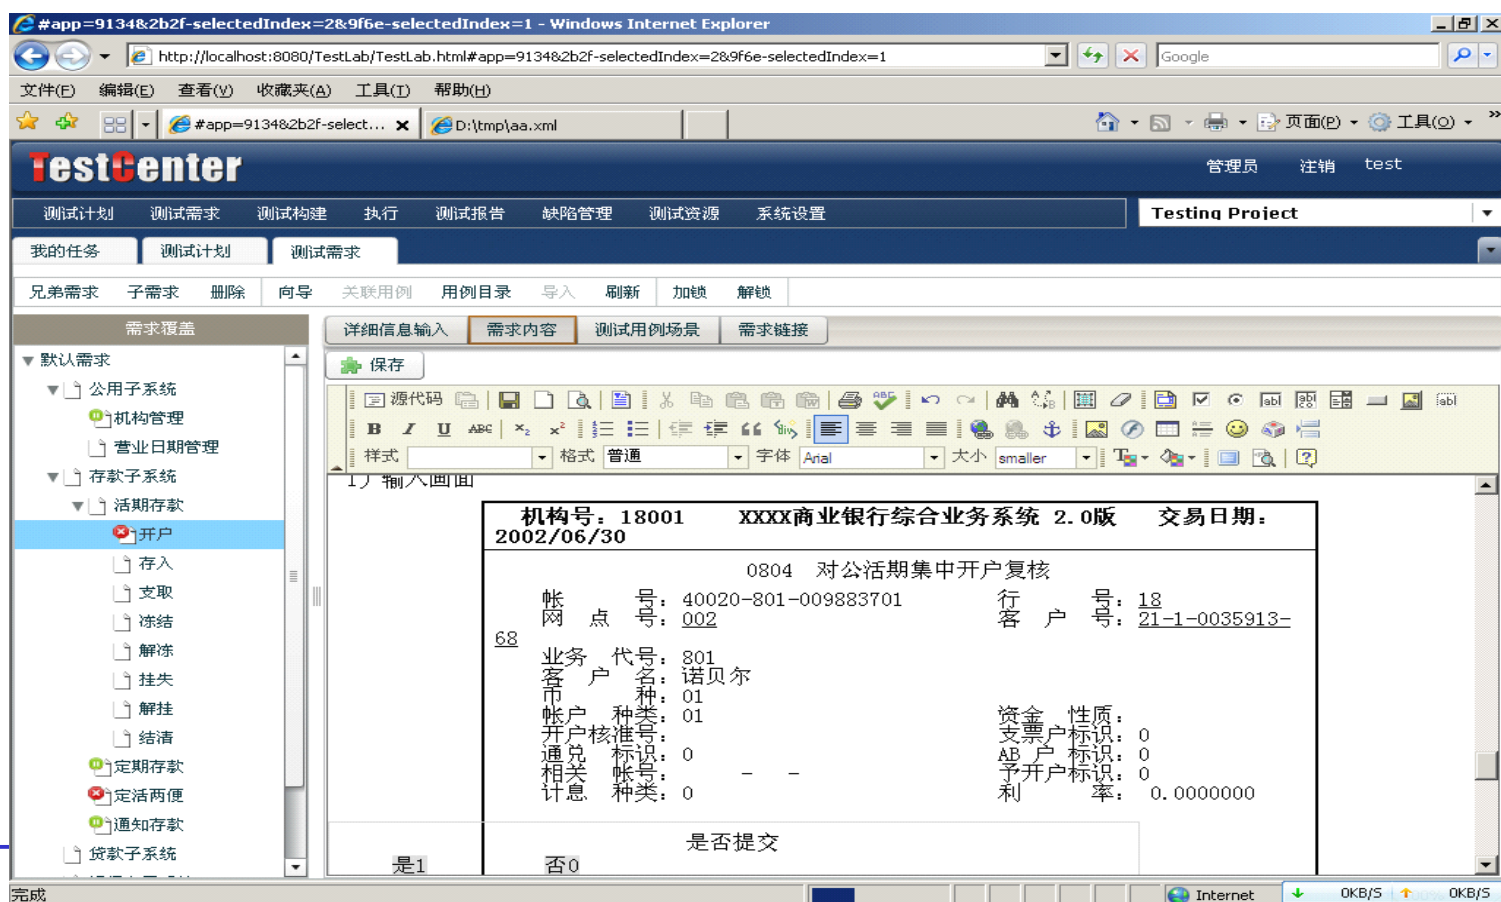 #app=9134&2b2f-selectedIndex=2&9f6e-selectedIndex=1 - Windows Internet Explorer
http://localhost:8080/TestLab/TestLab.html#app=9134&2b2f-selectedIndex=2&9f6e-selectedIndex=1
Google
文件(F) 编辑(E) 查看(V) 收藏夹(A) 工具(T) 帮助(H)
#app=9134&2b2f-select... D:\tmp\aa.xml 页面(P) 工具(O)
TestCenter 管理员 注销 test
测试计划 测试需求 测试构建 执行 测试报告 缺陷管理 测试资源 系统设置 Testing Project
我的任务 测试计划 测试需求
兄弟需求 子需求 删除 向导 关联用例 用例目录 导入 刷新 加锁 解锁
需求覆盖 详细信息输入 需求内容 测试用例场景 需求链接
默认需求
保存
公用子系统
源代码
机构管理
营业日期管理
样式 格式 普通 字体 Arial 大小 smaller
存款子系统
1) 输入画面
活期存款
机构号: 18001 XXXX商业银行综合业务系统 2.0版 交易日期:
2002/06/30
开户
存入
0804 对公活期集中开户复核
支取
帐 号: 40020-801-009883701 行 号: 18
冻结
网 点 号: 002 客 户 号: 21-1-0035913-
68
解冻
业务 代号: 801
挂失
客 户 名: 诺贝尔
币 种: 01
解挂
帐户 种类: 01 资金 性质:
开户核准号: 支票户标识: 0
结清
通兑 标识: 0 AB 户 标识: 0
定期存款
相关 帐号: - - 予开户标识: 0
定活两便
计息 种类: 0 利 率: 0.0000000
通知存款
是否提交
贷款子系统
是1 否0
完成 Internet 0KB/S 0KB/S